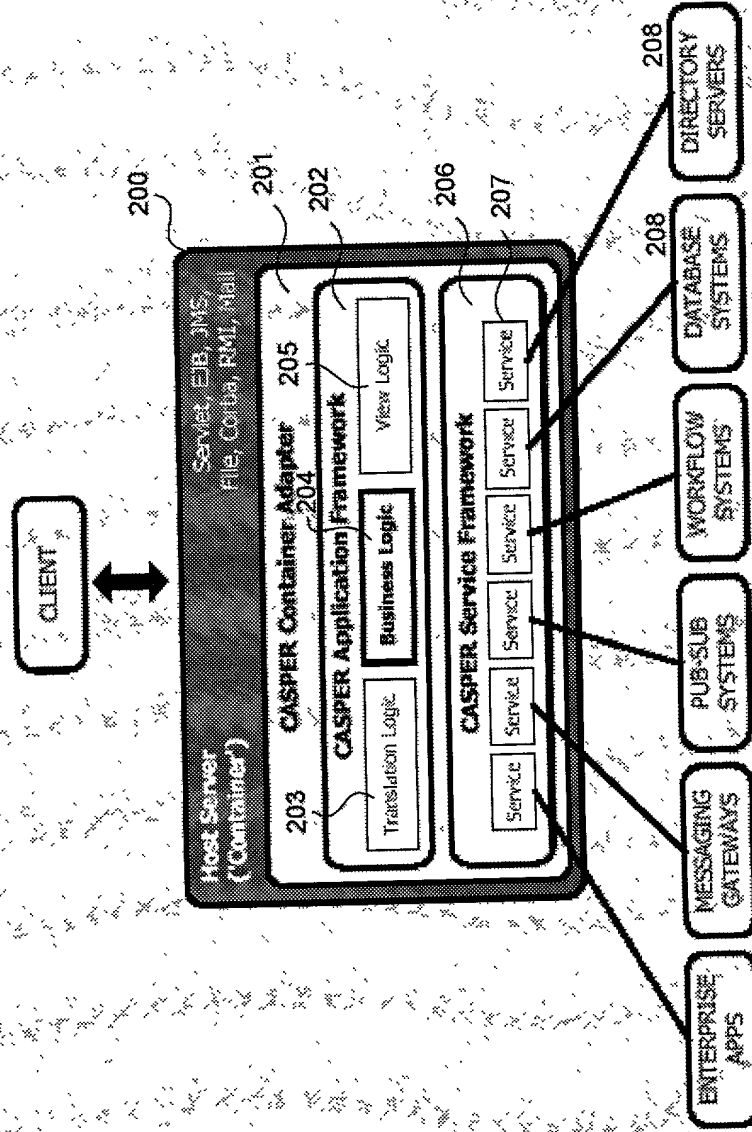 CLIENT
200
Host Server
('Container')
Servlet, EJB, JMS,
File, Corba, RMI, Mail
CASPER Container Adapter
201
204
CASPER Application Framework
202
203
205
Translation Logic
Business Logic
View Logic
CASPER Service Framework
206
207
Service
Service
Service
Service
Service
Service
ENTERPRISE
APPS
MESSAGING
GATEWAYS
PUB-SUB
SYSTEMS
WORKFLOW
SYSTEMS
208
DATABASE
SYSTEMS
208
DIRECTORY
SERVERS